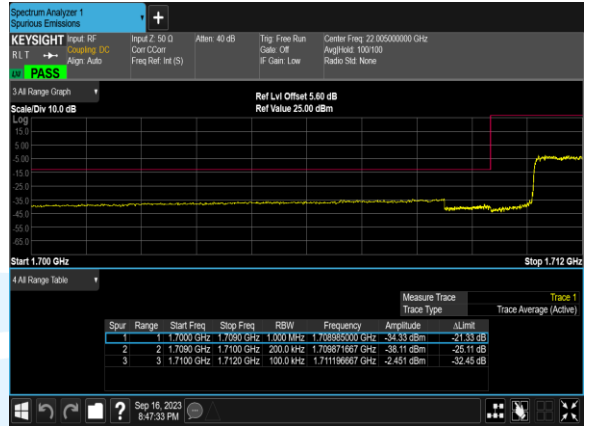 Spectrum Analyzer 1
Spurious Emissions
+
KEYSIGHT Input: RF Input Z: 50 Ω Atten: 40 dB Trig: Free Run Center Freq: 22.005000000 GHz
R L T Coupling: DC Corr CCorr Gate: Off Avg|Hold: 100/100
Align: Auto Freq Ref: Int (S) IF Gain: Low Radio Std: None
PASS
3 All Range Graph
Ref Lvl Offset 5.60 dB
Scale/Div 10.0 dB Ref Value 25.00 dBm
Log
15.0
5.00
-5.00
-15.0
-25.0
-35.0
-45.0
-55.0
-65.0
Start 1.700 GHz Stop 1.712 GHz
4 All Range Table
Measure Trace Trace 1
Trace Type Trace Average (Active)
Spur Range Start Freq Stop Freq RBW Frequency Amplitude ΔLimit
1 1 1.7000 GHz 1.7090 GHz 1.000 MHz 1.708985000 GHz -34.33 dBm -21.33 dB
2 2 1.7090 GHz 1.7100 GHz 200.0 kHz 1.709871667 GHz -38.11 dBm -25.11 dB
3 3 1.7100 GHz 1.7120 GHz 100.0 kHz 1.711196667 GHz -2.451 dBm -32.45 dB
? Sep 16, 2023
8:47:33 PM